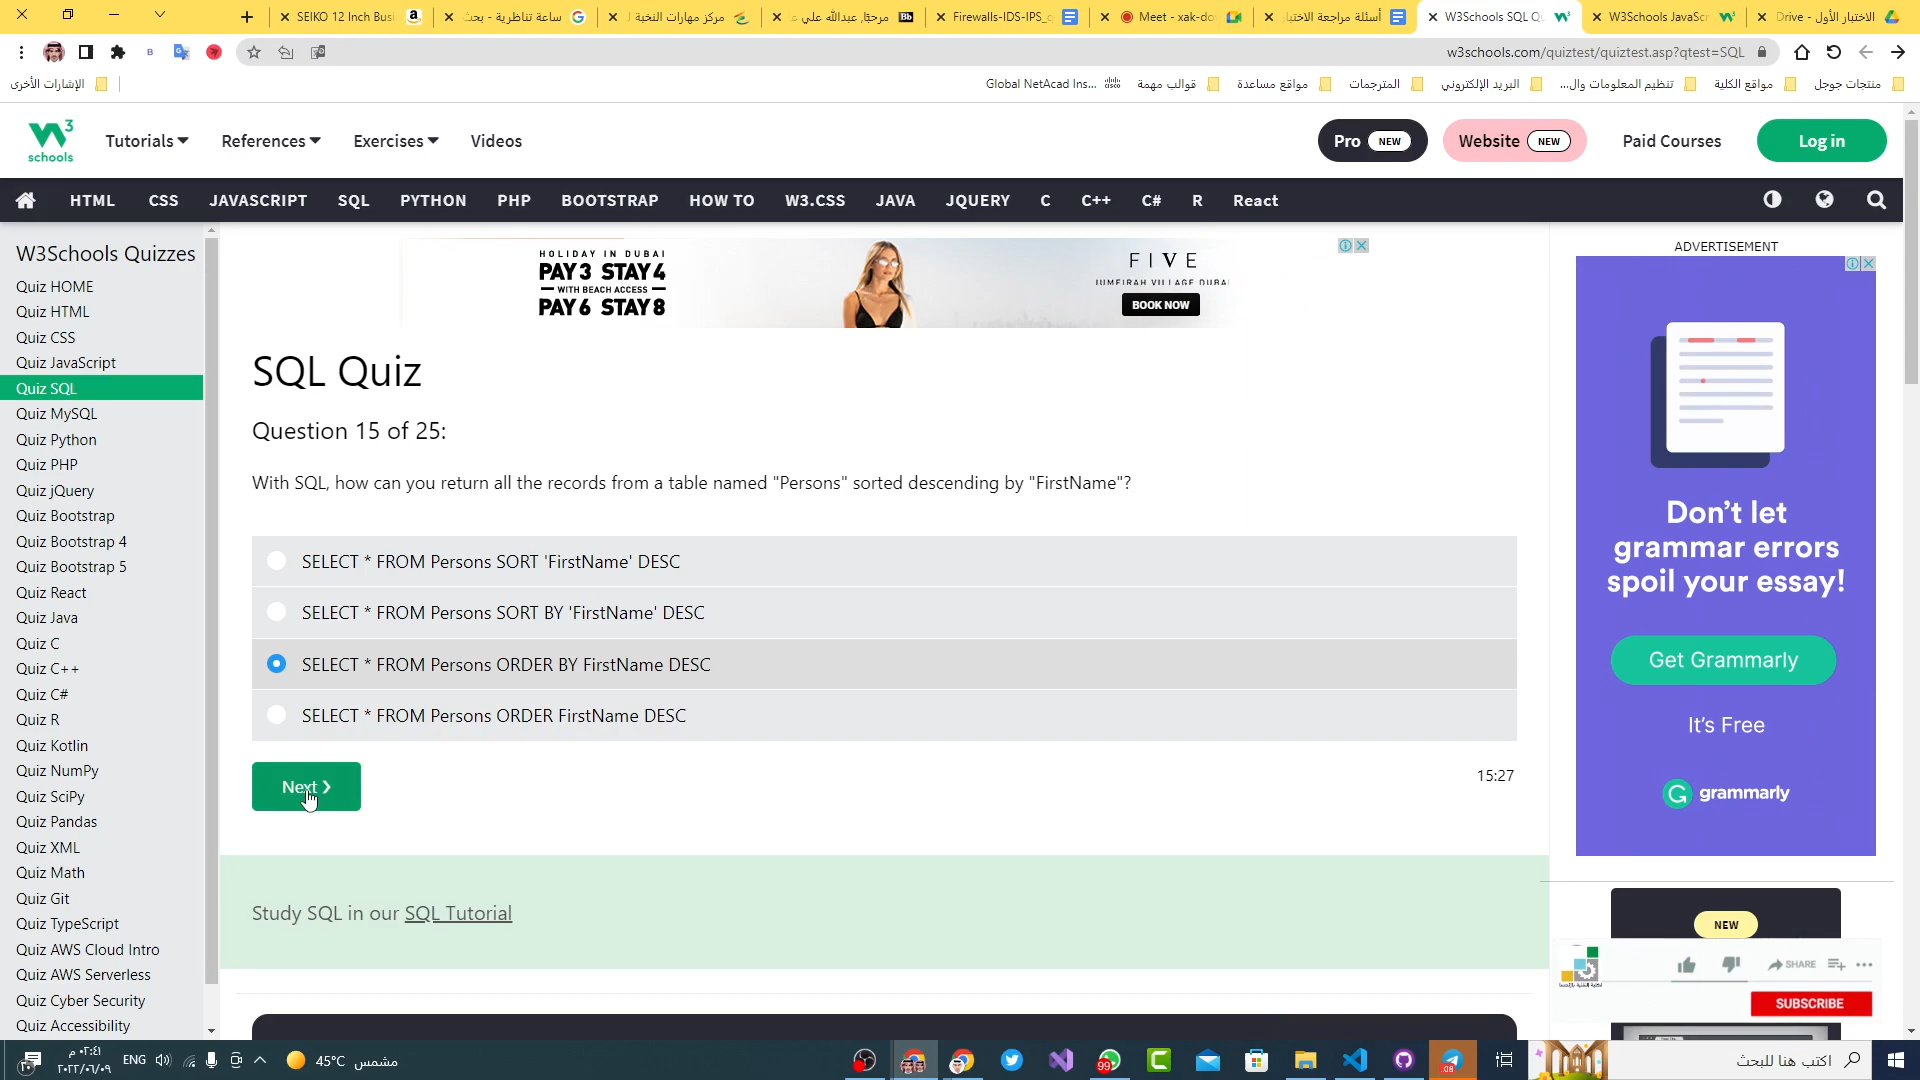 SEIKO 12 Inch Busi
ساعة تناظرية - بحث
مركز مهارات النخبة
مرحبًا, عبدالله علي
Firewalls-IDS-IPS_
Meet - xak-do
أسئلة مراجعة الاختبار
W3Schools SQL Qu
W3Schools JavaScr
الاختبار الأول - Drive
w3schools.com/quiztest/quiztest.asp?qtest=SQL
الإشارات الأخرى
Global NetAcad Ins...
قوالب مهمة
مواقع مساعدة
المترجمات
البريد الإلكتروني
تنظيم المعلومات وال...
مواقع الكلية
منتجات جوجل
W3 schools
Tutorials
References
Exercises
Videos
Pro NEW
Website NEW
Paid Courses
Log in
HTML
CSS
JAVASCRIPT
SQL
PYTHON
PHP
BOOTSTRAP
HOW TO
W3.CSS
JAVA
JQUERY
C
C++
C#
R
React
W3Schools Quizzes
Quiz HOME
Quiz HTML
Quiz CSS
Quiz JavaScript
Quiz SQL
Quiz MySQL
Quiz Python
Quiz PHP
Quiz jQuery
Quiz Bootstrap
Quiz Bootstrap 4
Quiz Bootstrap 5
Quiz React
Quiz Java
Quiz C
Quiz C++
Quiz C#
Quiz R
Quiz Kotlin
Quiz NumPy
Quiz SciPy
Quiz Pandas
Quiz XML
Quiz Math
Quiz Git
Quiz TypeScript
Quiz AWS Cloud Intro
Quiz AWS Serverless
Quiz Cyber Security
Quiz Accessibility
HOLIDAY IN DUBAI
PAY 3 STAY 4
WITH BEACH ACCESS
PAY 6 STAY 8
FIVE
JUMEIRAH VILLAGE DUBAI
BOOK NOW
SQL Quiz
Question 15 of 25:
With SQL, how can you return all the records from a table named "Persons" sorted descending by "FirstName"?
SELECT * FROM Persons SORT 'FirstName' DESC
SELECT * FROM Persons SORT BY 'FirstName' DESC
SELECT * FROM Persons ORDER BY FirstName DESC
SELECT * FROM Persons ORDER FirstName DESC
Next ❯
15:27
Study SQL in our SQL Tutorial
ADVERTISEMENT
Don't let
grammar errors
spoil your essay!
Get Grammarly
It's Free
grammarly
NEW
SHARE
SUBSCRIBE
٠٢:٤١ م
٢٠٢٢/٠٦/٠٩
ENG
45°C مشمس
99
.08
اكتب هنا للبحث